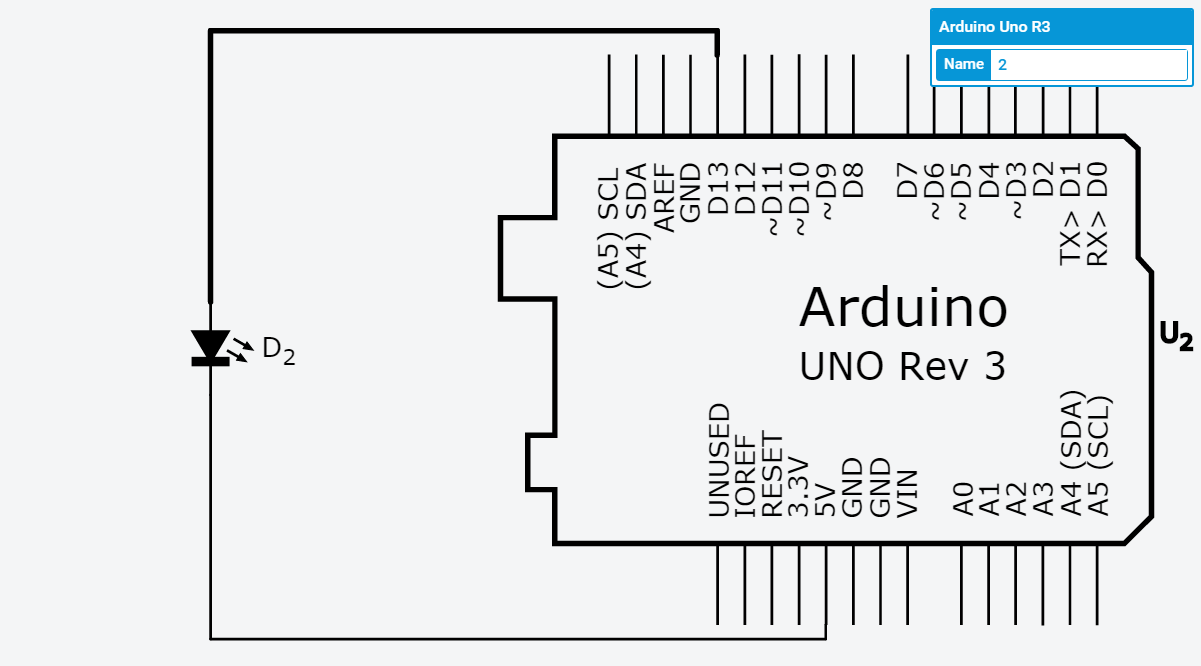 Arduino Uno R3
Name 2
(A5) SCL
(A4) SDA
AREF
GND
D13
D12
~D11
~D10
~D9
D8
D7
~D6
~D5
D4
~D3
D2
TX> D1
RX> D0
Arduino
UNO Rev 3
U2
D2
UNUSED
IOREF
RESET
3.3V
5V
GND
GND
VIN
A0
A1
A2
A3
A4 (SDA)
A5 (SCL)